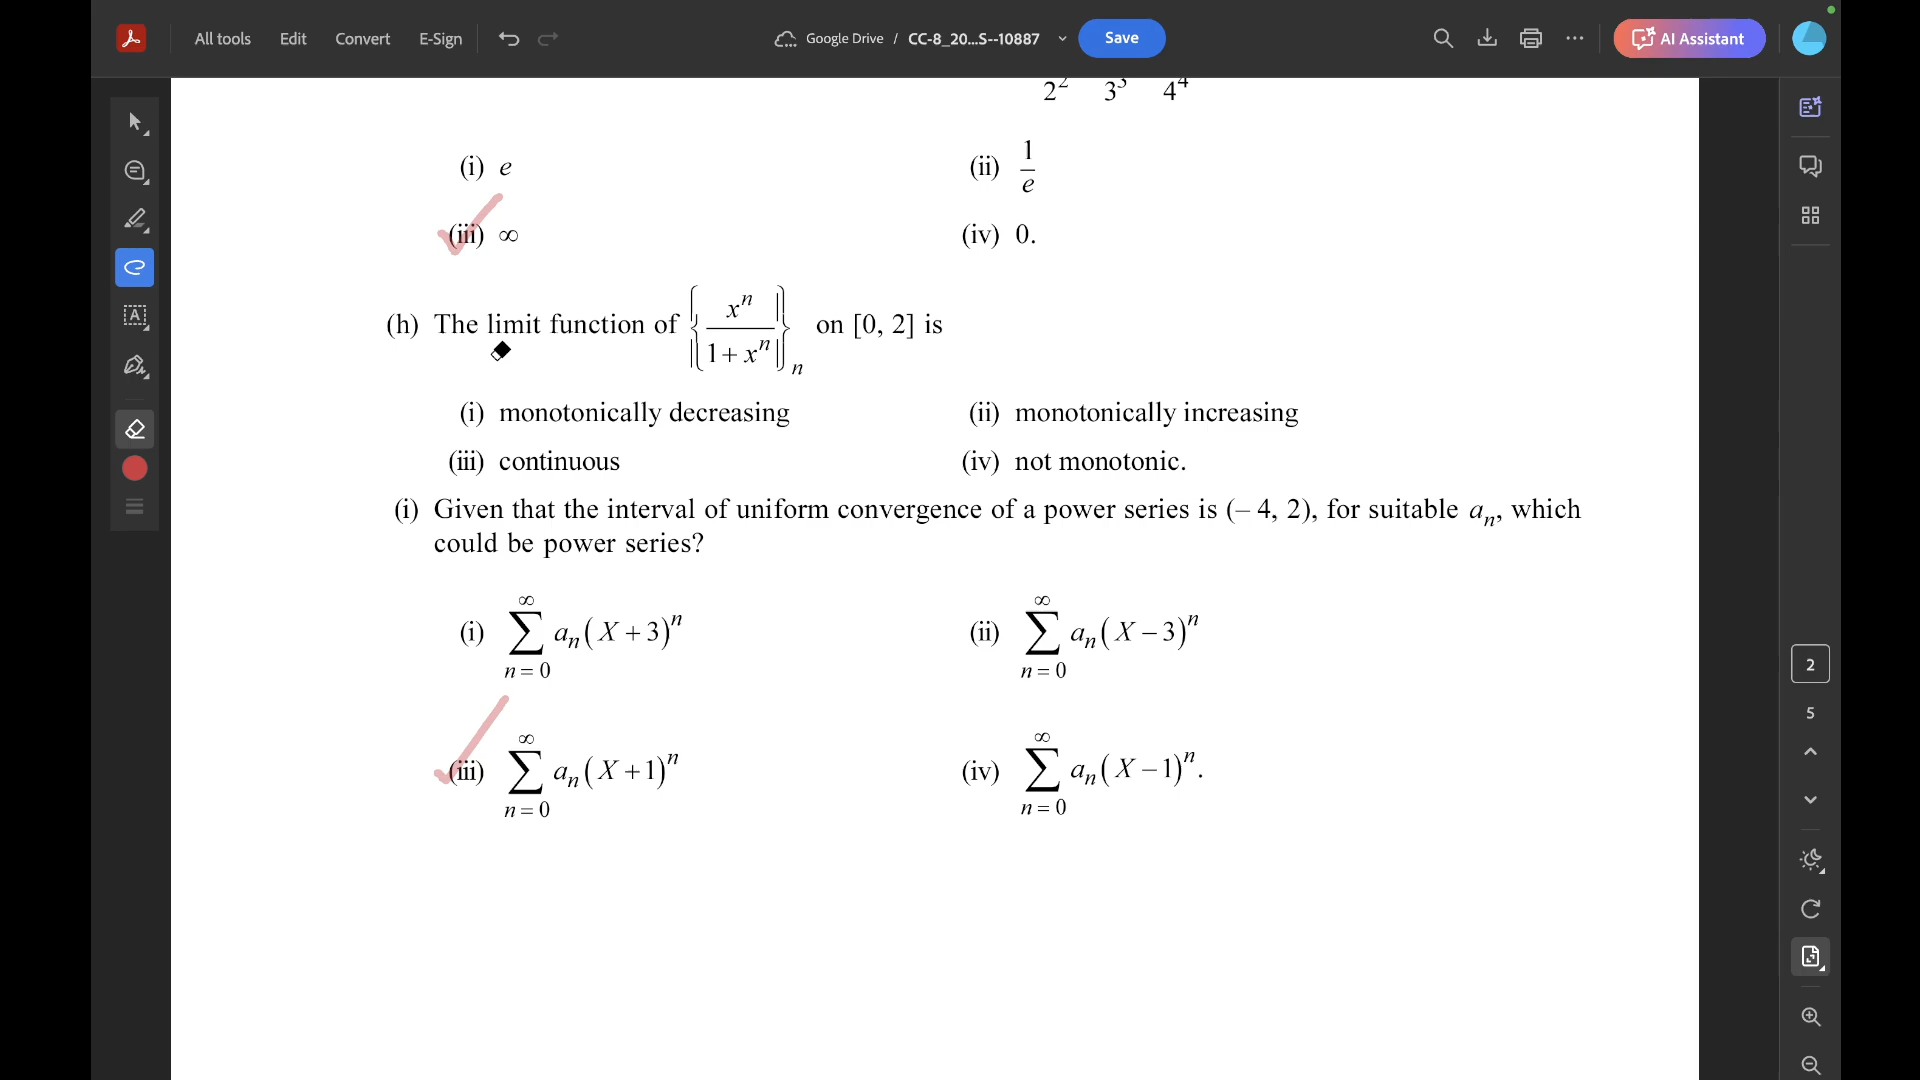 All tools Edit Convert E-Sign Google Drive / CC-8_20...S--10887 Save AI Assistant
2² 3³ 4⁴
(i) e (ii) 1/e
(iii) ∞ (iv) 0.
(h) The limit function of {xⁿ/(1 + xⁿ)}ₙ on [0, 2] is
(i) monotonically decreasing (ii) monotonically increasing
(iii) continuous (iv) not monotonic.
(i) Given that the interval of uniform convergence of a power series is (– 4, 2), for suitable aₙ, which
could be power series?
(i) ∑_{n = 0}^{∞} aₙ(X + 3)ⁿ (ii) ∑_{n = 0}^{∞} aₙ(X – 3)ⁿ
(iii) ∑_{n = 0}^{∞} aₙ(X + 1)ⁿ (iv) ∑_{n = 0}^{∞} aₙ(X – 1)ⁿ.
2
5